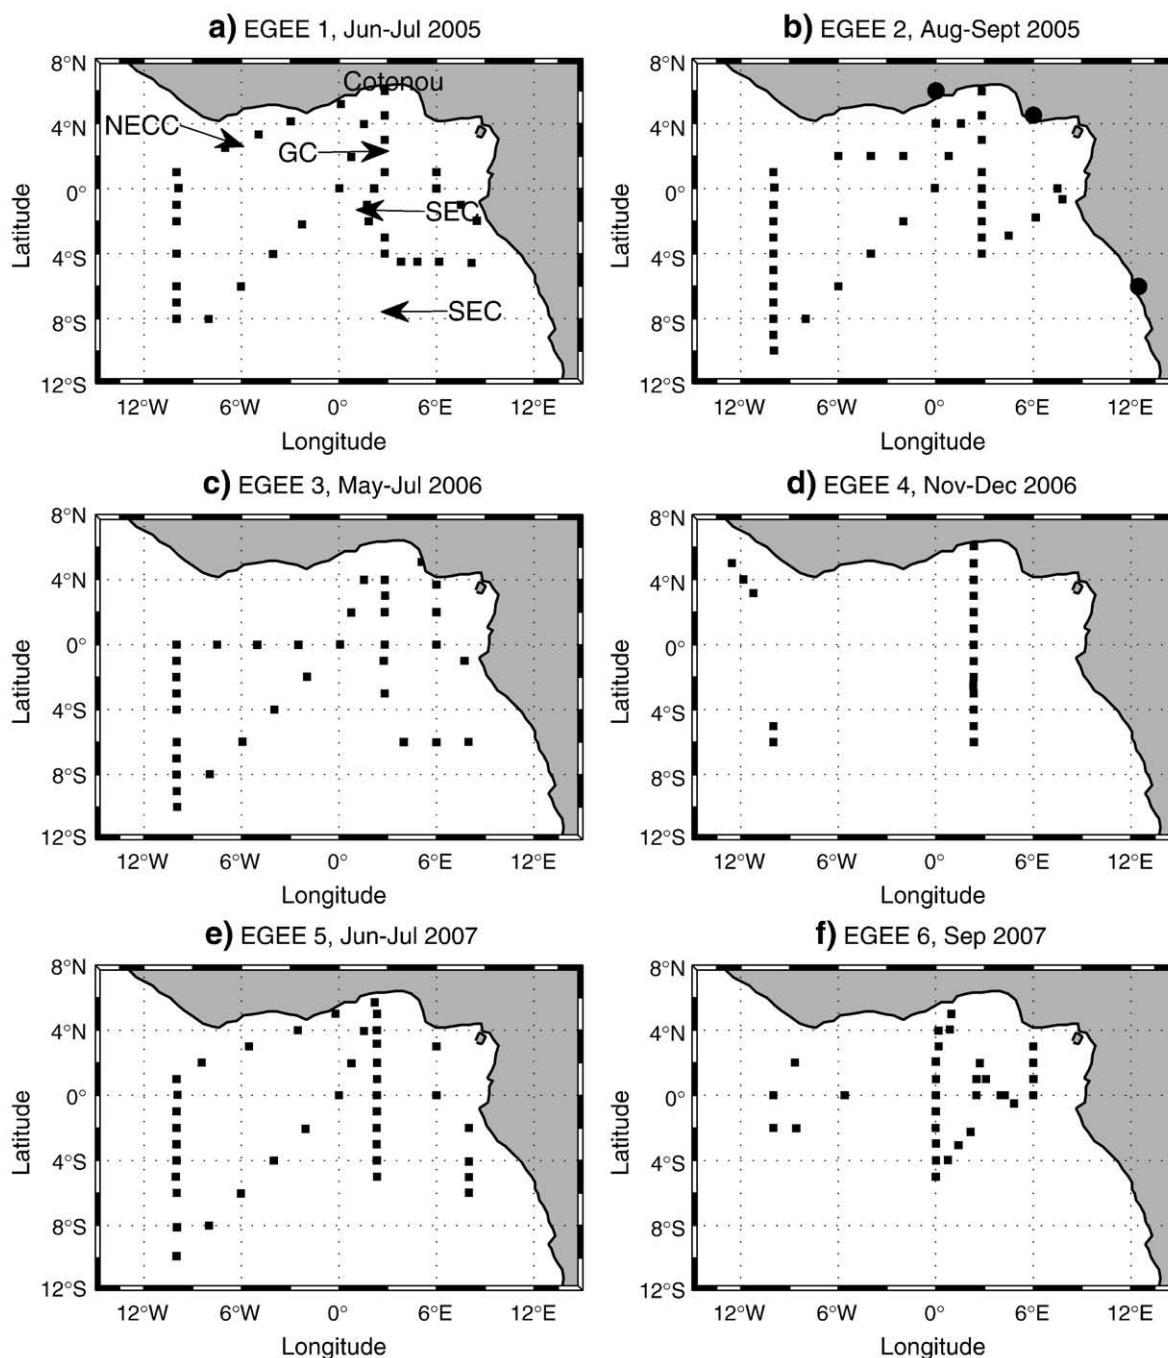 a) EGEE 1, Jun-Jul 2005
8°N
4°N
0°
4°S
8°S
12°S
Latitude
Cotonou
NECC
GC
SEC
SEC
12°W 6°W 0° 6°E 12°E
Longitude
b) EGEE 2, Aug-Sept 2005
8°N
4°N
0°
4°S
8°S
12°S
Latitude
12°W 6°W 0° 6°E 12°E
Longitude
c) EGEE 3, May-Jul 2006
8°N
4°N
0°
4°S
8°S
12°S
Latitude
12°W 6°W 0° 6°E 12°E
Longitude
d) EGEE 4, Nov-Dec 2006
8°N
4°N
0°
4°S
8°S
12°S
Latitude
12°W 6°W 0° 6°E 12°E
Longitude
e) EGEE 5, Jun-Jul 2007
8°N
4°N
0°
4°S
8°S
12°S
Latitude
12°W 6°W 0° 6°E 12°E
Longitude
f) EGEE 6, Sep 2007
8°N
4°N
0°
4°S
8°S
12°S
Latitude
12°W 6°W 0° 6°E 12°E
Longitude